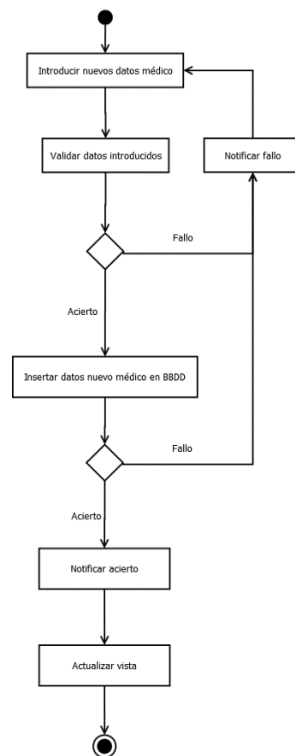 Introducir nuevos datos médico
Validar datos introducidos
Notificar fallo
Fallo
Acierto
Insertar datos nuevo médico en BBDD
Fallo
Acierto
Notificar acierto
Actualizar vista